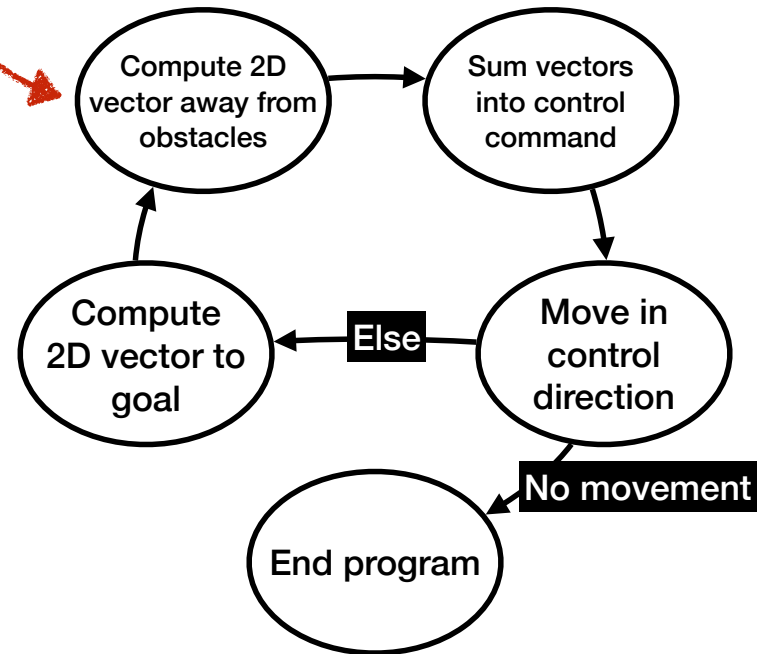 Compute 2D
vector away from
obstacles
Sum vectors
into control
command
Compute
2D vector to
goal
Else
Move in
control
direction
No movement
End program